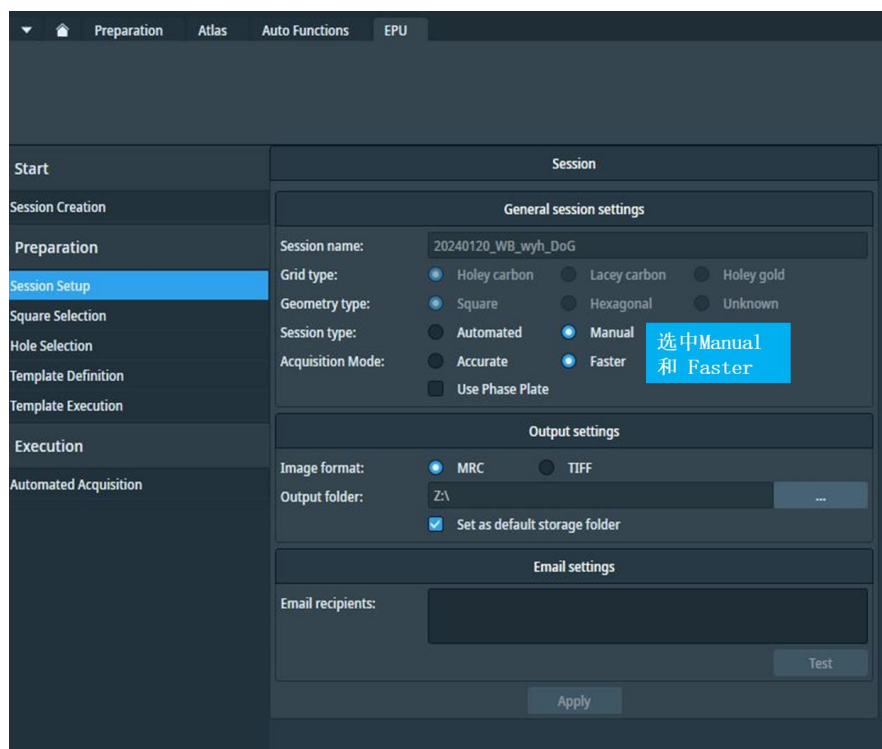 Preparation Atlas Auto Functions EPU
Start
Session Creation
Preparation
Session Setup
Square Selection
Hole Selection
Template Definition
Template Execution
Execution
Automated Acquisition
Session
General session settings
Session name: 20240120_WB_wyh_DoG
Grid type: Holey carbon Lacey carbon Holey gold
Geometry type: Square Hexagonal Unknown
Session type: Automated Manual
Acquisition Mode: Accurate Faster
选中Manual
和 Faster
Use Phase Plate
Output settings
Image format: MRC TIFF
Output folder: Z:\ ...
Set as default storage folder
Email settings
Email recipients:
Test
Apply